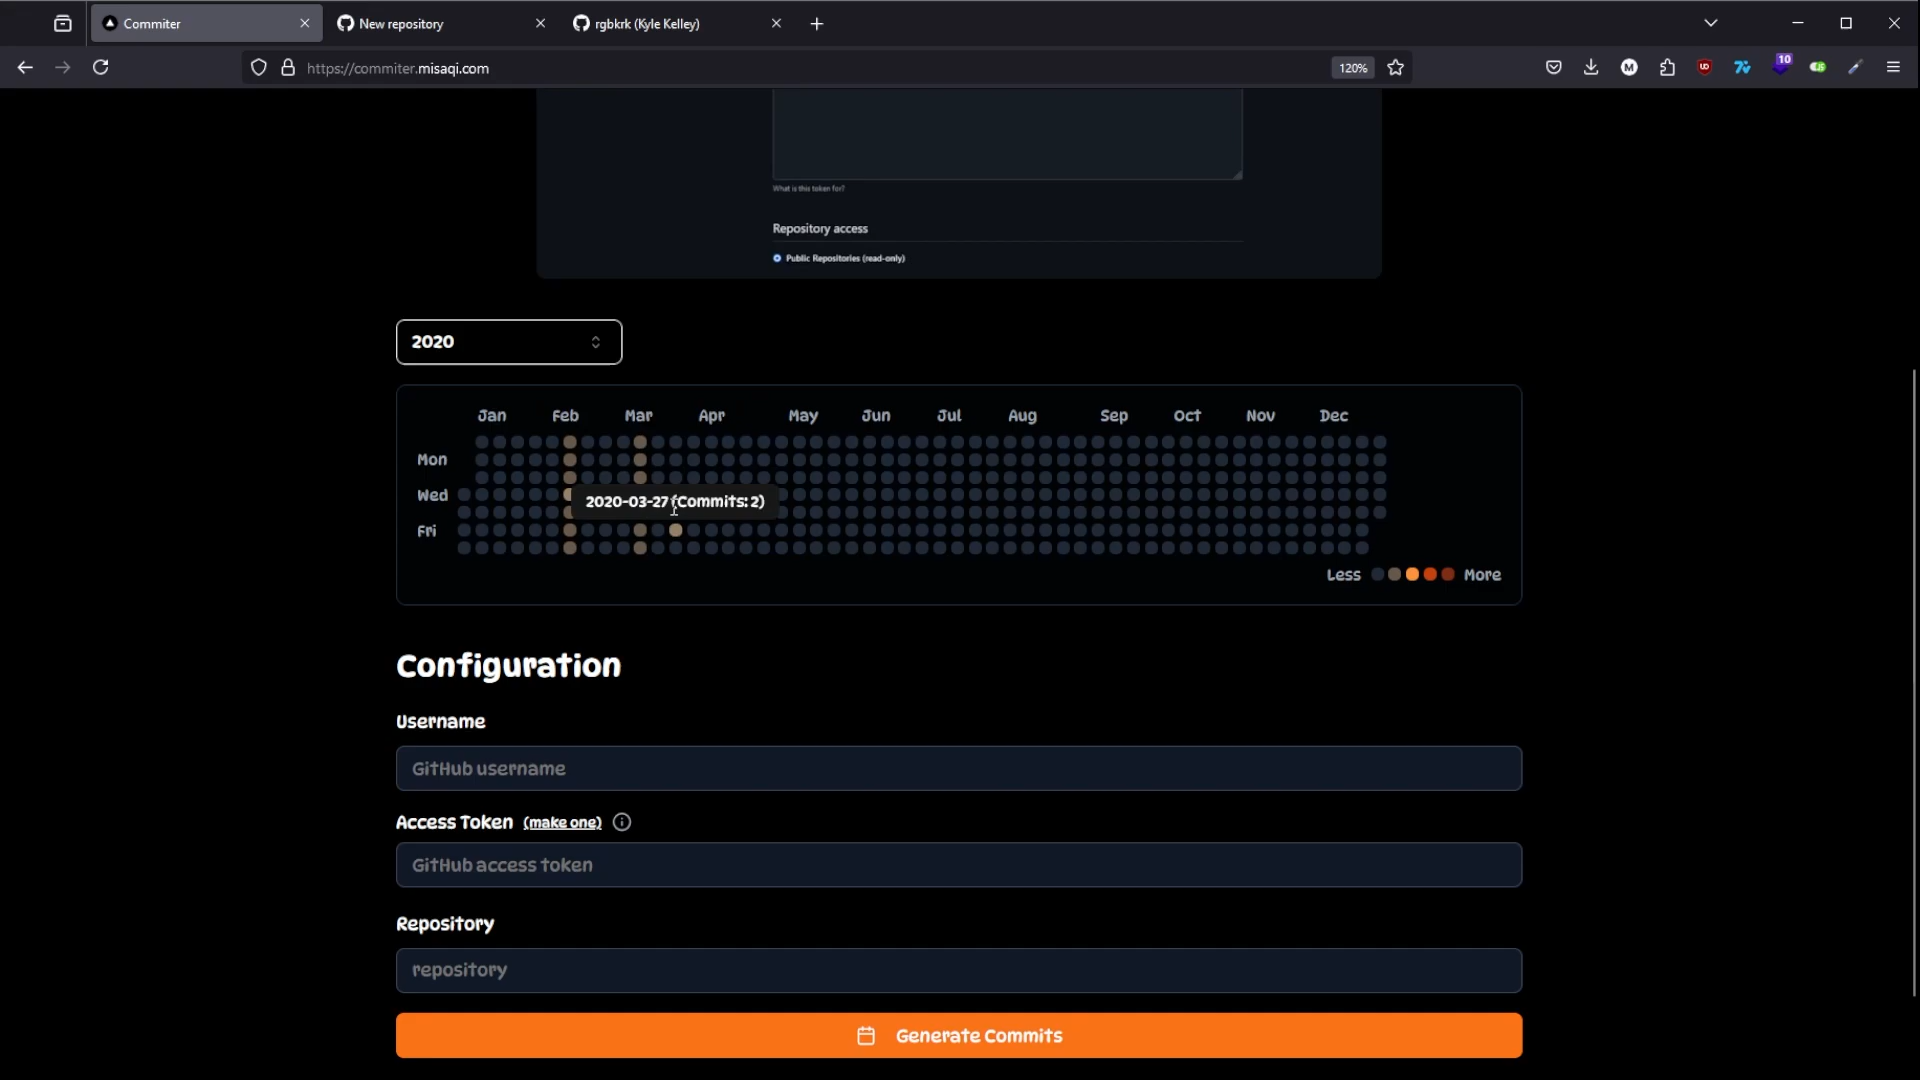 Commiter
New repository
rgbkrk (Kyle Kelley)
https://commiter.misaqi.com
120%
10
What is this token for?
Repository access
Public Repositories (read-only)
2020
Jan Feb Mar Apr May Jun Jul Aug Sep Oct Nov Dec
Mon
Wed
2020-03-27 (Commits: 2)
Fri
Less More
Configuration
Username
GitHub username
Access Token (make one)
GitHub access token
Repository
repository
Generate Commits